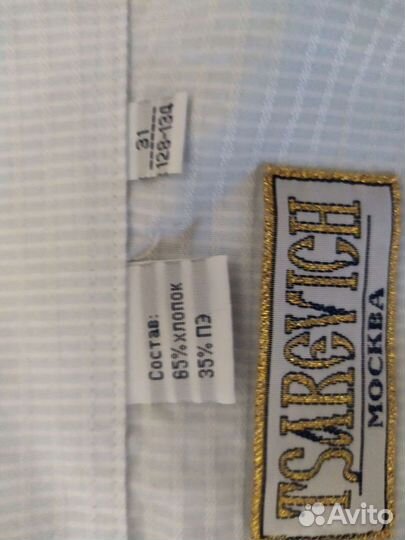 31
128-134
Состав:
65% хлопок
35% ПЭ
TSAREVICH
МОСКВА
Avito